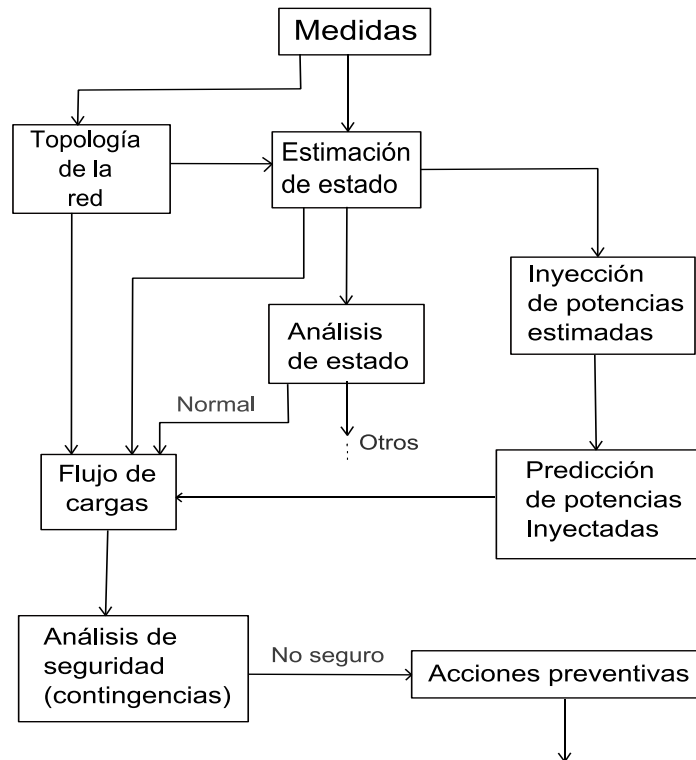 Medidas
Topología
de la
red
Estimación
de estado
Inyección
de potencias
estimadas
Análisis
de estado
Normal
Otros
Flujo de
cargas
Predicción
de potencias
Inyectadas
Análisis de
seguridad
(contingencias)
No seguro
Acciones preventivas